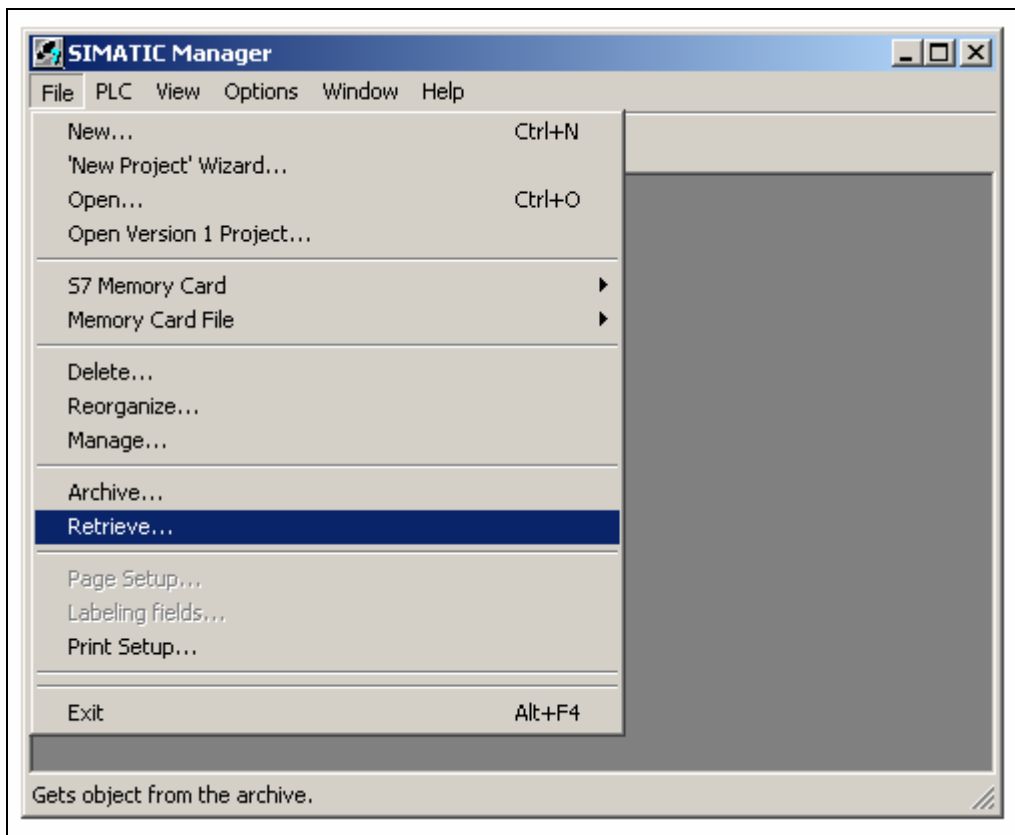 SIMATIC Manager
File PLC View Options Window Help
New... Ctrl+N
'New Project' Wizard...
Open... Ctrl+O
Open Version 1 Project...
S7 Memory Card
Memory Card File
Delete...
Reorganize...
Manage...
Archive...
Retrieve...
Page Setup...
Labeling fields...
Print Setup...
Exit Alt+F4
Gets object from the archive.